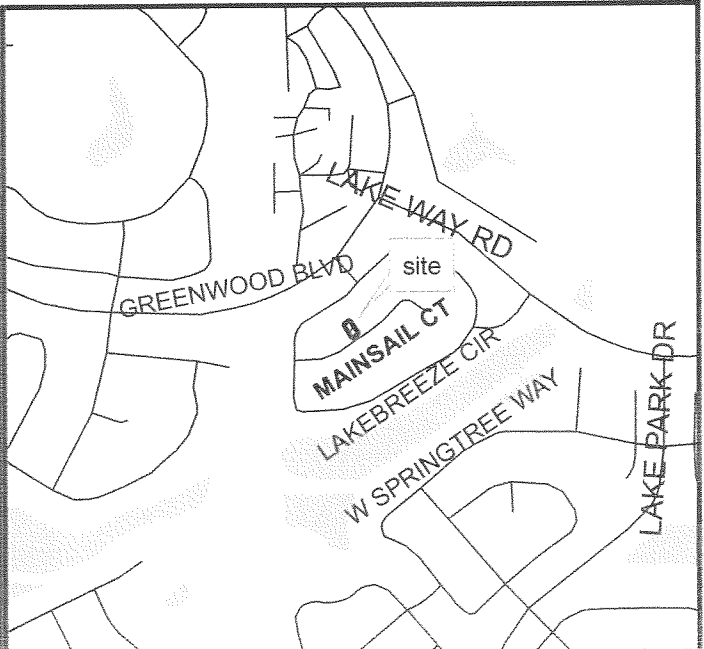 LAKE WAY RD
site
GREENWOOD BLVD
MAINSAIL CT
LAKEBREEZE CIR
W SPRINGTREE WAY
LAKE PARK DR